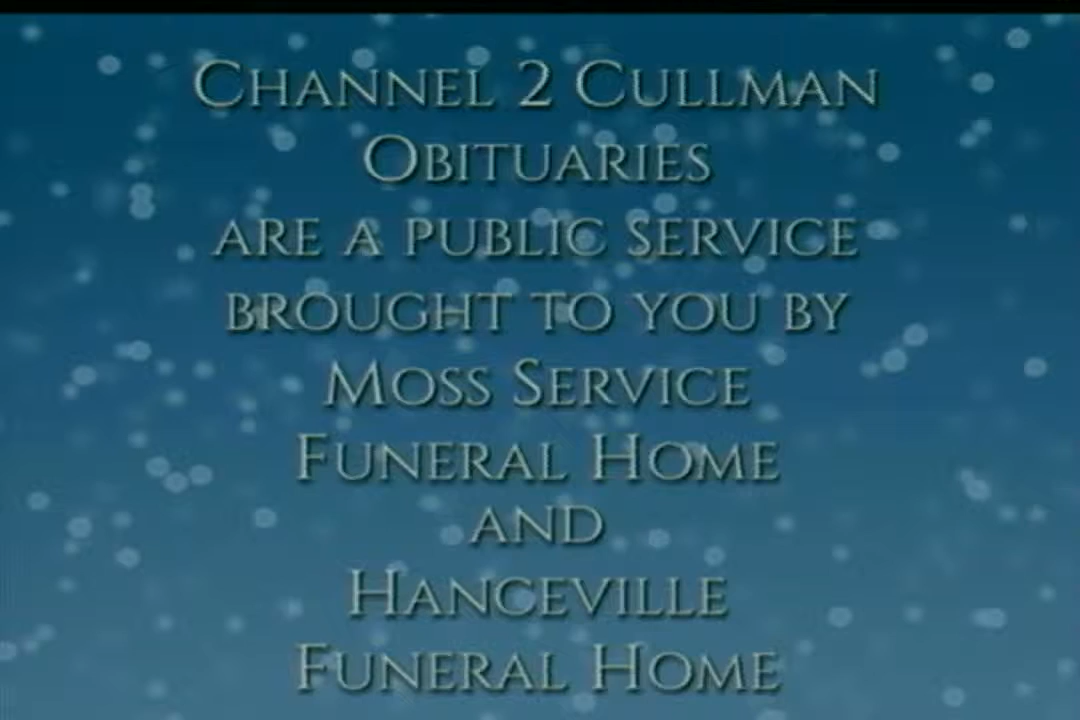 Channel 2 Cullman
Obituaries
are a public service
brought to you by
Moss Service
Funeral Home
and
Hanceville
Funeral Home